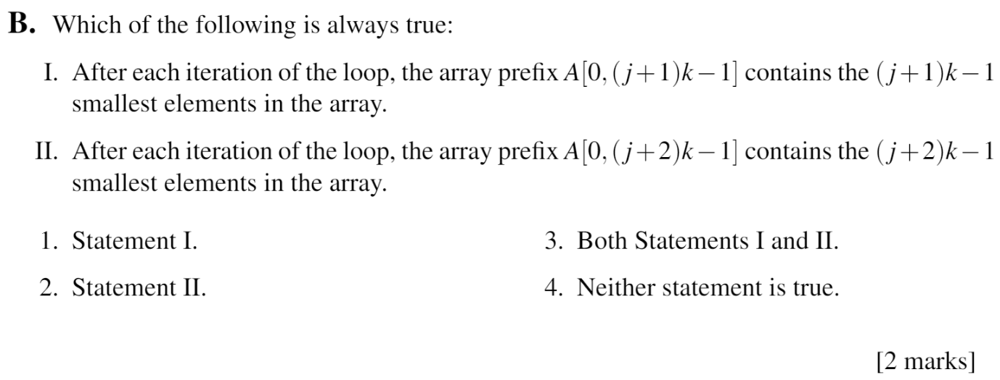 B. Which of the following is always true:
I. After each iteration of the loop, the array prefix A[0,(j+1)k−1] contains the (j+1)k−1
smallest elements in the array.
II. After each iteration of the loop, the array prefix A[0,(j+2)k−1] contains the (j+2)k−1
smallest elements in the array.
1. Statement I.
3. Both Statements I and II.
2. Statement II.
4. Neither statement is true.
[2 marks]